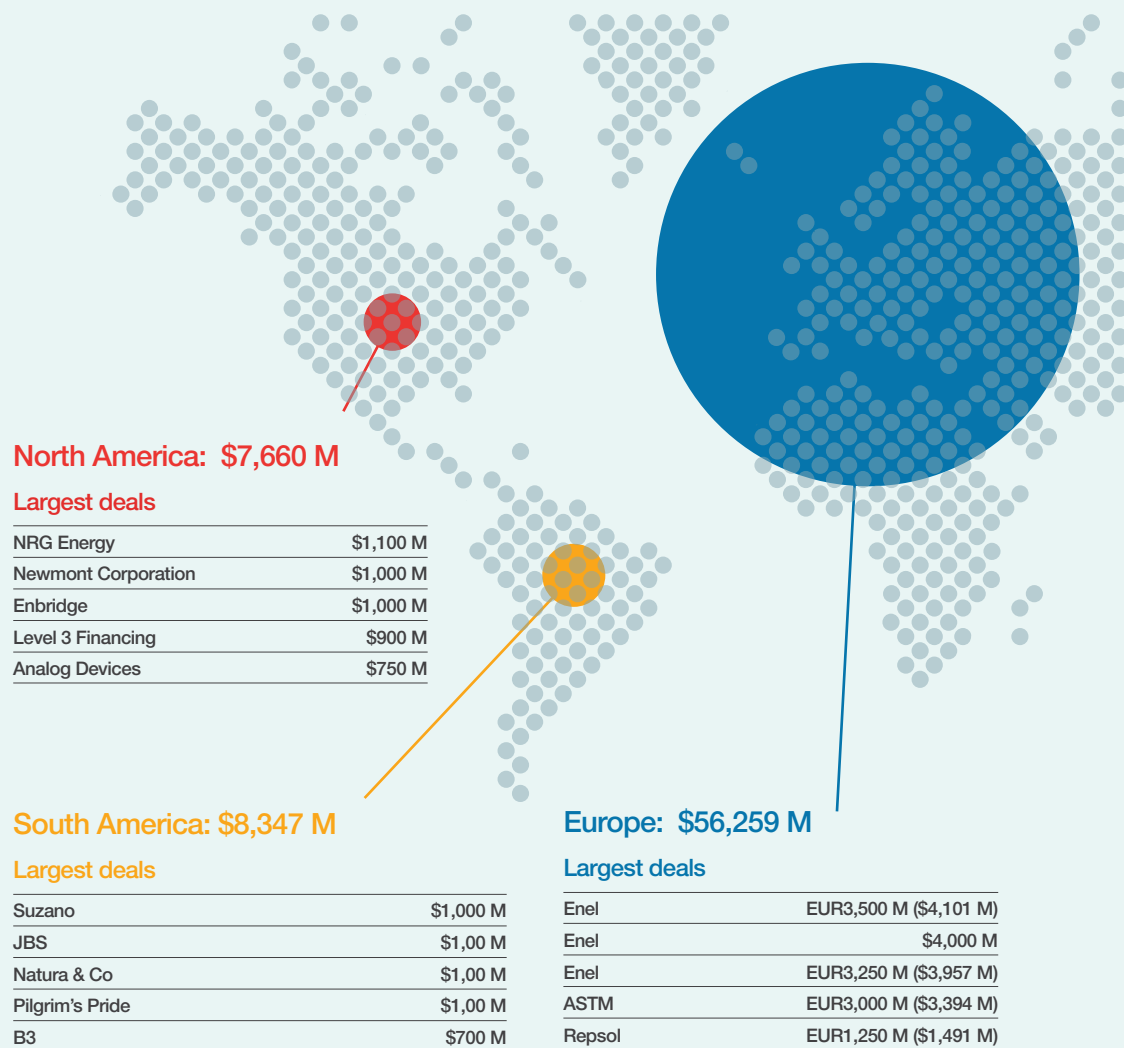 North America: $7,660 M
Largest deals
NRG Energy $1,100 M
Newmont Corporation $1,000 M
Enbridge $1,000 M
Level 3 Financing $900 M
Analog Devices $750 M
South America: $8,347 M
Largest deals
Suzano $1,000 M
JBS $1,00 M
Natura & Co $1,00 M
Pilgrim’s Pride $1,00 M
B3 $700 M
Europe: $56,259 M
Largest deals
Enel EUR3,500 M ($4,101 M)
Enel $4,000 M
Enel EUR3,250 M ($3,957 M)
ASTM EUR3,000 M ($3,394 M)
Repsol EUR1,250 M ($1,491 M)